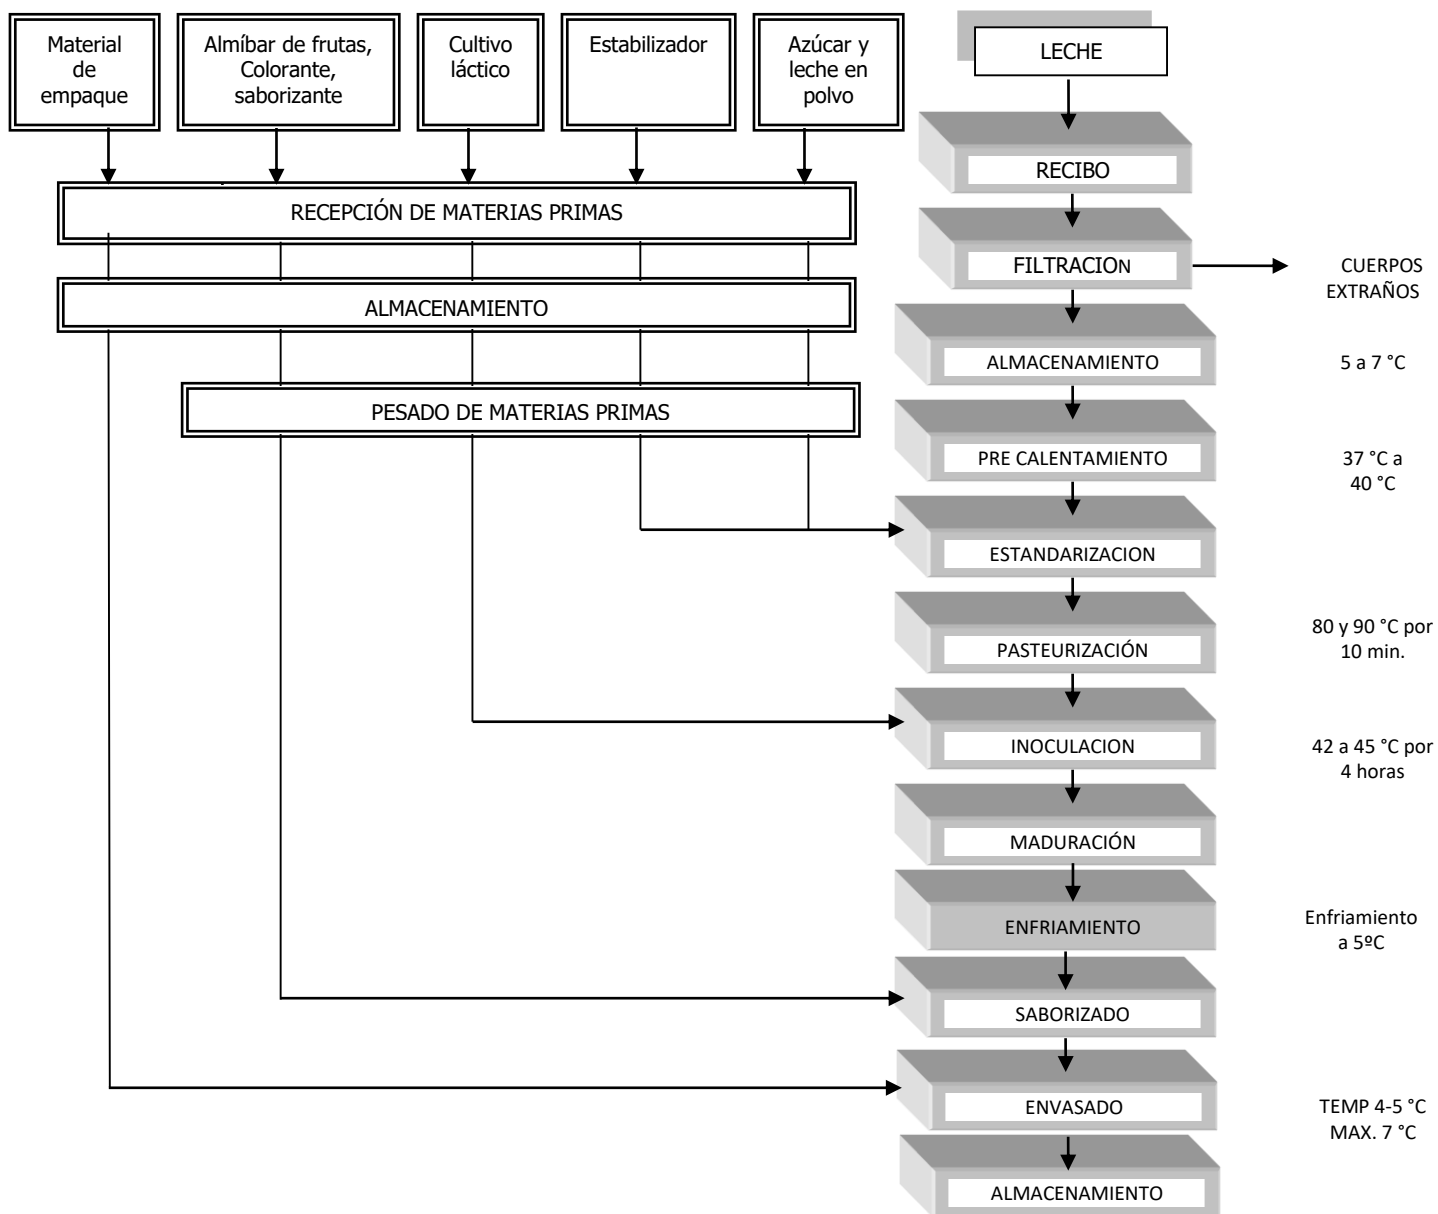 Material
de
empaque
Almíbar de frutas,
Colorante,
saborizante
Cultivo
láctico
Estabilizador
Azúcar y
leche en
polvo
LECHE
RECEPCIÓN DE MATERIAS PRIMAS
ALMACENAMIENTO
PESADO DE MATERIAS PRIMAS
RECIBO
FILTRACION
CUERPOS
EXTRAÑOS
ALMACENAMIENTO
5 a 7 °C
PRE CALENTAMIENTO
37 °C a
40 °C
ESTANDARIZACION
PASTEURIZACIÓN
80 y 90 °C por
10 min.
INOCULACION
42 a 45 °C por
4 horas
MADURACIÓN
ENFRIAMIENTO
Enfriamiento
a 5ºC
SABORIZADO
ENVASADO
TEMP 4-5 °C
MAX. 7 °C
ALMACENAMIENTO